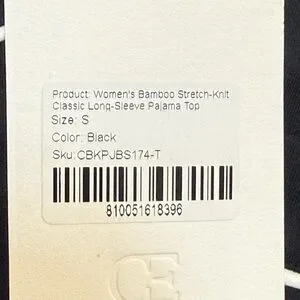 Product: Women's Bamboo Stretch-Knit
Classic Long-Sleeve Pajama Top
Size: S
Color: Black
Sku:CBKPJBS174-T
810051618396